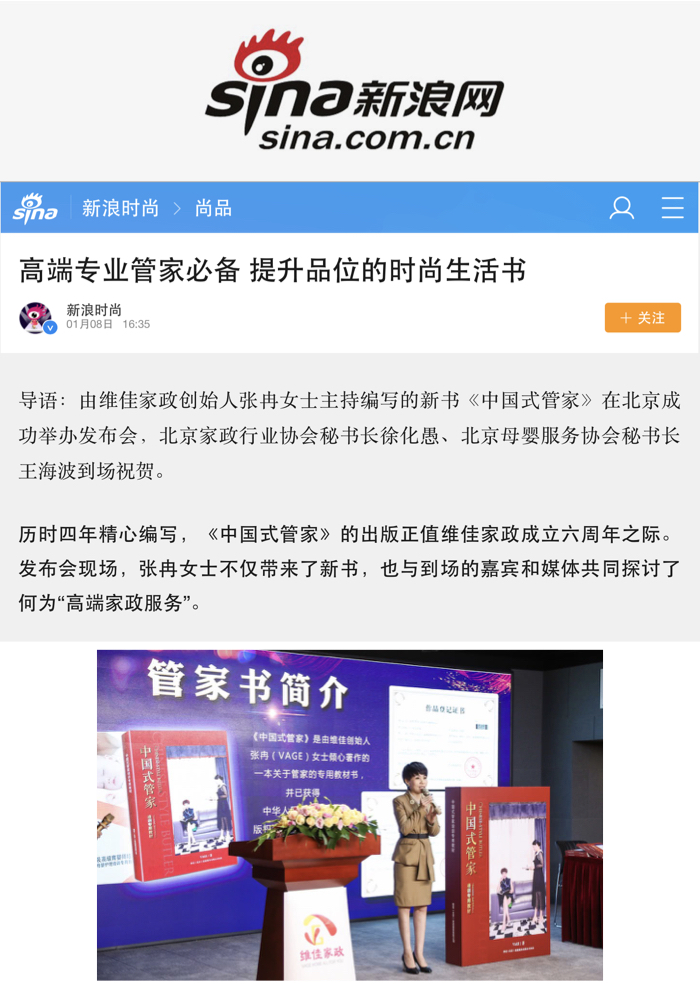 sina新浪网
sina.com.cn
sina 新浪时尚 > 尚品
高端专业管家必备 提升品位的时尚生活书
新浪时尚
01月08日 16:35
+ 关注
导语：由维佳家政创始人张冉女士主持编写的新书《中国式管家》在北京成
功举办发布会，北京家政行业协会秘书长徐化愚、北京母婴服务协会秘书长
王海波到场祝贺。
历时四年精心编写，《中国式管家》的出版正值维佳家政成立六周年之际。
发布会现场，张冉女士不仅带来了新书，也与到场的嘉宾和媒体共同探讨了
何为“高端家政服务”。
管家书简介
作品登记证书
《中国式管家》是由维佳创始人
张冉（VAGE）女士倾心著作的
一本关于管家的专用教材书，
并已获得
中国式管家
中国式管家
维佳家政